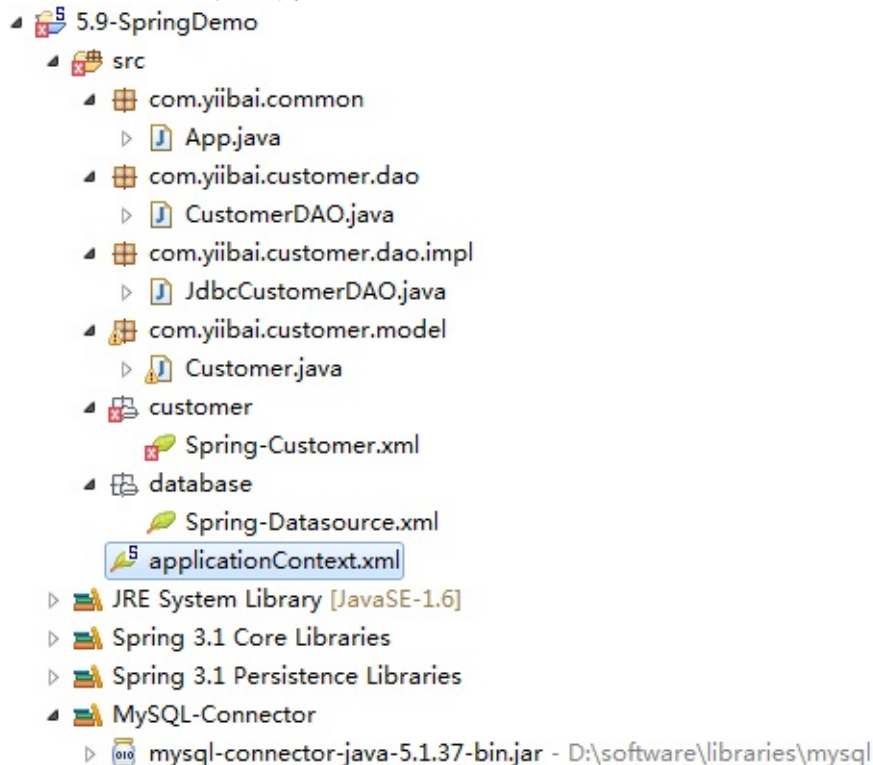 5.9-SpringDemo
src
com.yiibai.common
App.java
com.yiibai.customer.dao
CustomerDAO.java
com.yiibai.customer.dao.impl
JdbcCustomerDAO.java
com.yiibai.customer.model
Customer.java
customer
Spring-Customer.xml
database
Spring-Datasource.xml
applicationContext.xml
JRE System Library [JavaSE-1.6]
Spring 3.1 Core Libraries
Spring 3.1 Persistence Libraries
MySQL-Connector
mysql-connector-java-5.1.37-bin.jar - D:\software\libraries\mysql